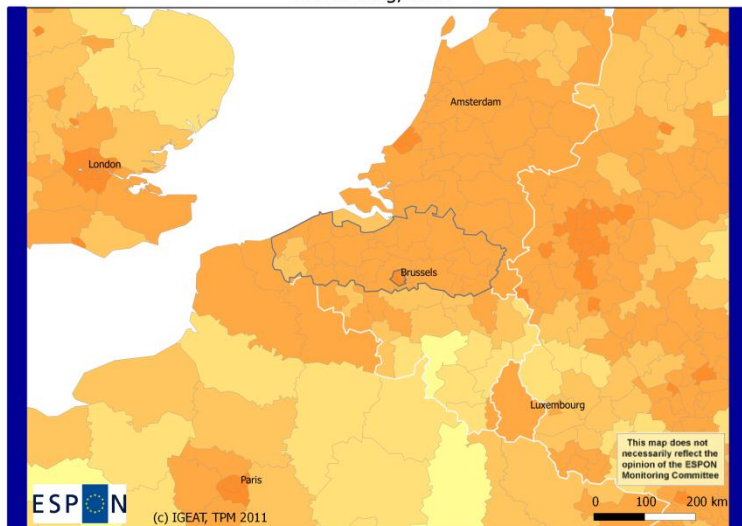 Amsterdam
London
Brussels
Luxembourg
This map does not
necessarily reflect the
opinion of the ESPON
Monitoring Committee
Paris
0 100 200 km
ESPON
(c) IGEAT, TPM 2011